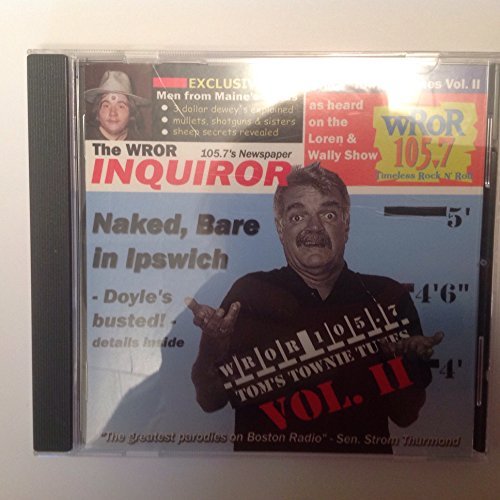 EXCLUSIV
Men from Maine's
• 3-dollar dewey's explained
• mullets, shotguns & sisters
• sheep secrets revealed
es Vol. II
as heard
on the
Loren &
Wally Show
WROR
105.7
Timeless Rock N' Roll
The WROR
105.7's Newspaper
INQUIROR
Naked, Bare
in Ipswich
- Doyle's
busted! -
details inside
5'
4'6"
4'
WROR1057
TOM'S TOWNIE TUNES
VOL. II
"The greatest parodies on Boston Radio" - Sen. Strom Thurmond